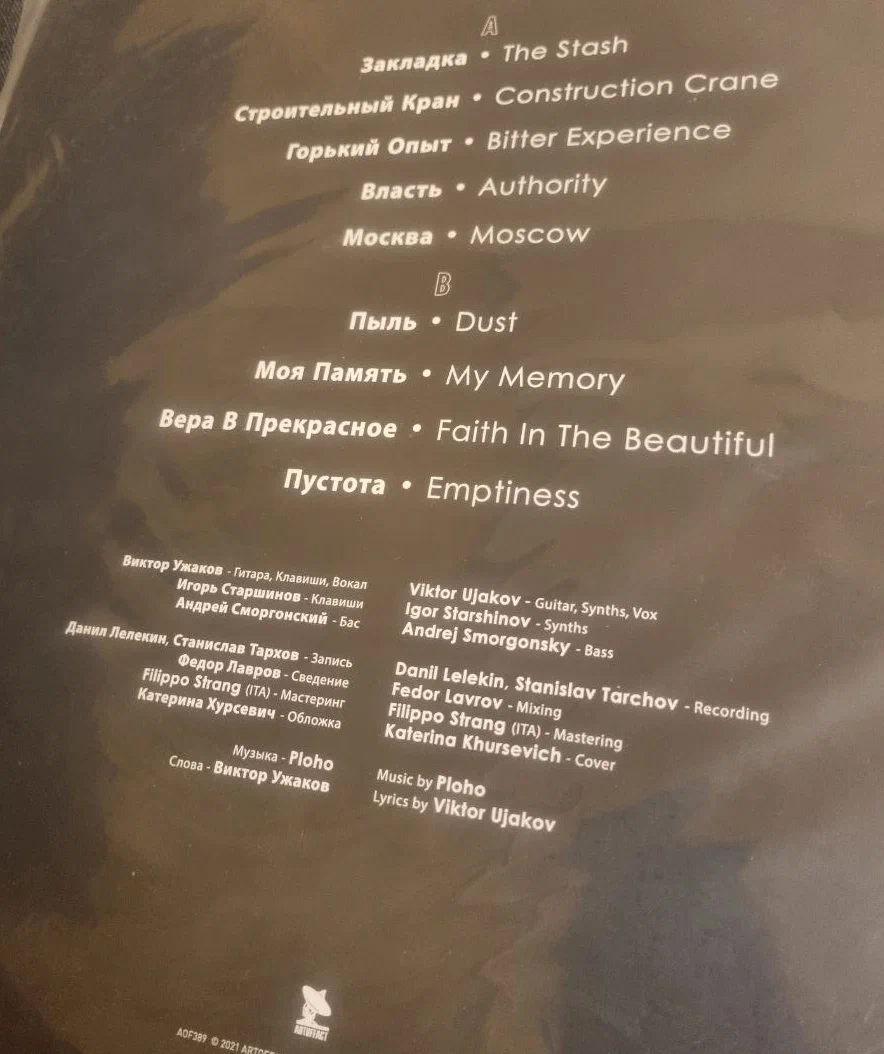 A
Закладка • The Stash
Строительный Кран • Construction Crane
Горький Опыт • Bitter Experience
Власть • Authority
Москва • Moscow
B
Пыль • Dust
Моя Память • My Memory
Вера В Прекрасное • Faith In The Beautiful
Пустота • Emptiness
Виктор Ужаков - Гитара, Клавиши, Вокал
Игорь Старшинов - Клавиши
Андрей Сморгонский - Бас
Данил Лелекин, Станислав Тархов - Запись
Федор Лавров - Сведение
Filippo Strang (ITA) - Мастеринг
Катерина Хурсевич - Обложка
Музыка - Ploho
Слова - Виктор Ужаков
Viktor Ujakov - Guitar, Synths, Vox
Igor Starshinov - Synths
Andrej Smorgonsky - Bass
Danil Lelekin, Stanislav Tarchov - Recording
Fedor Lavrov - Mixing
Filippo Strang (ITA) - Mastering
Katerina Khursevich - Cover
Music by Ploho
Lyrics by Viktor Ujakov
ARTOFFACT
AOF389 © 2021